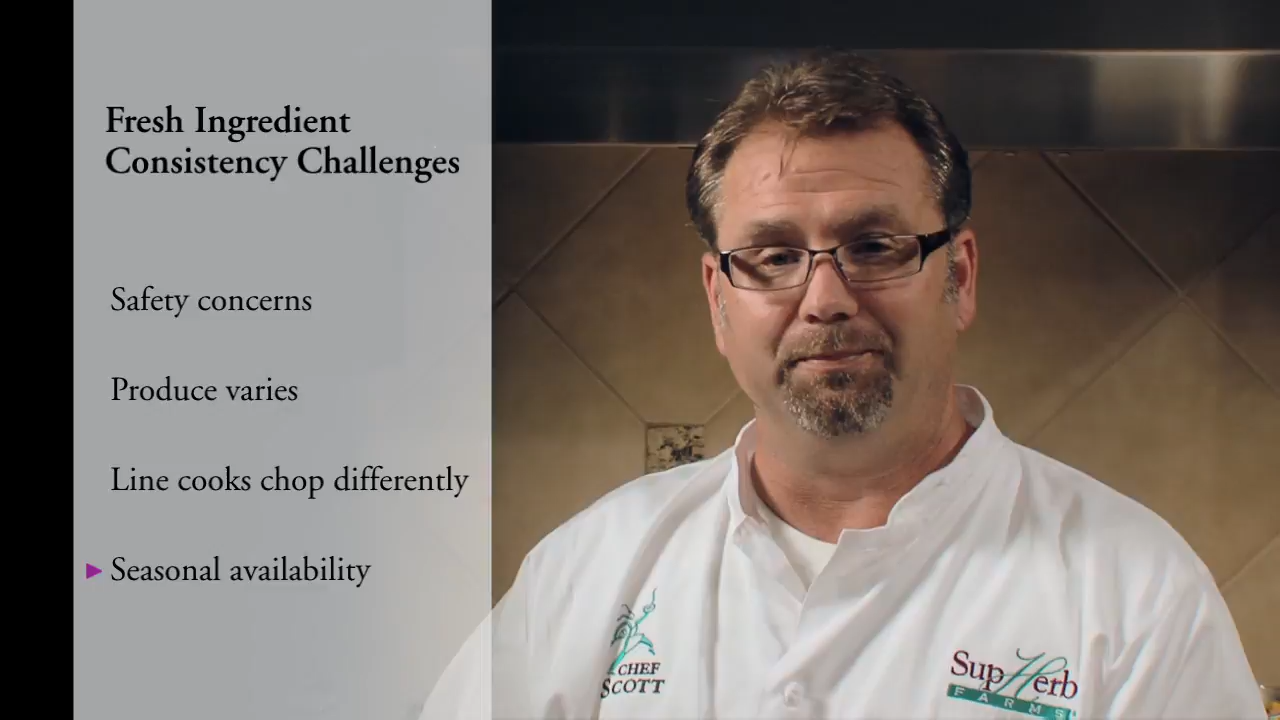 Fresh Ingredient
Consistency Challenges
Safety concerns
Produce varies
Line cooks chop differently
Seasonal availability
CHEF
SCOTT
SupHerb
FARMS